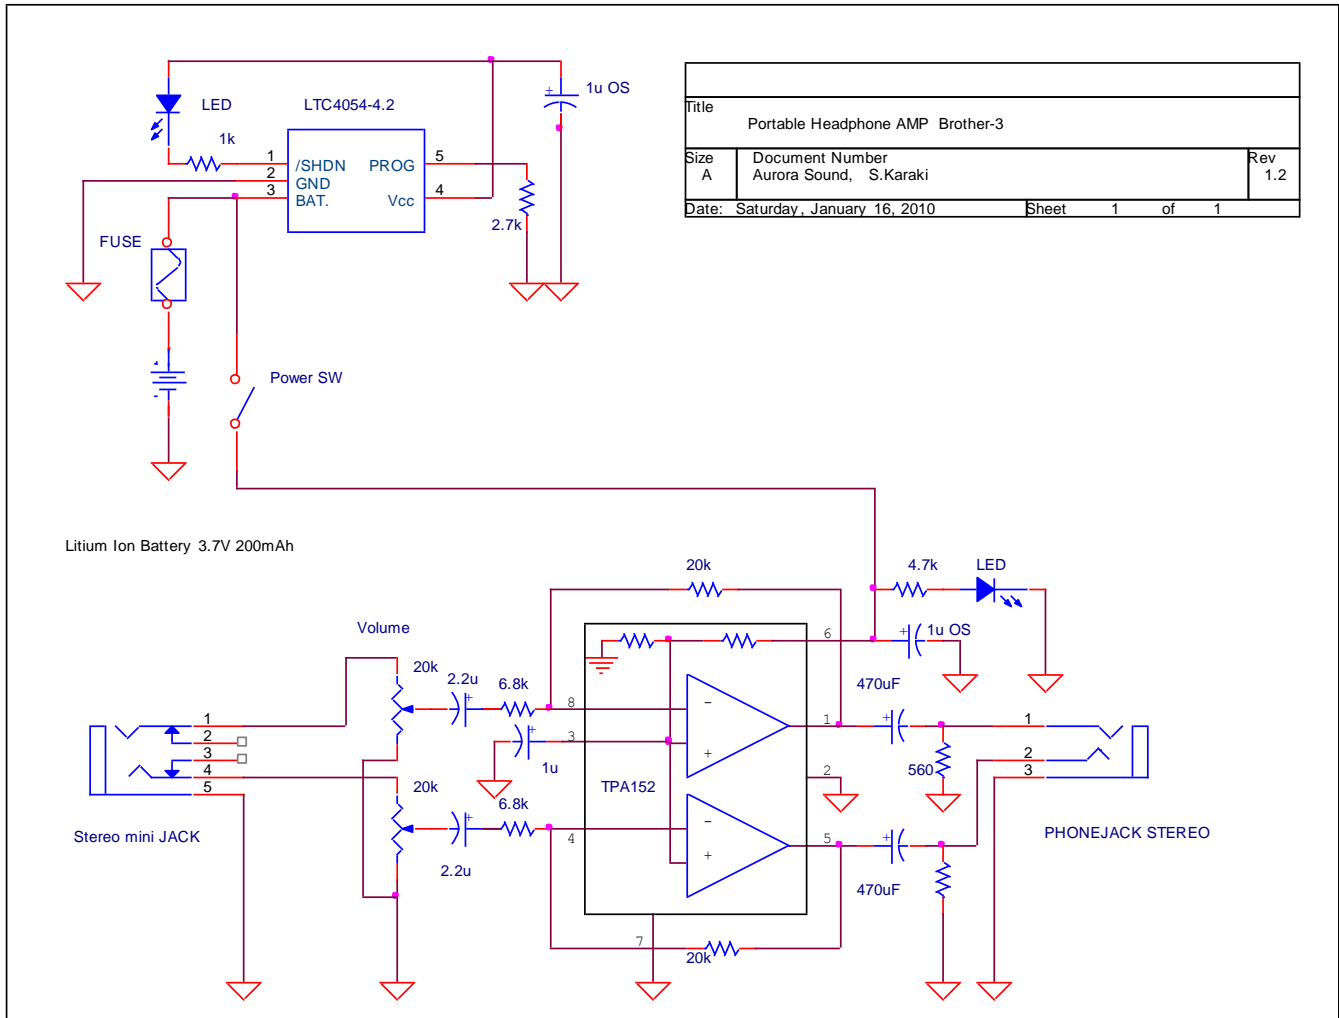 LED
LTC4054-4.2
1u OS
+
1k
1
/SHDN
PROG
5
2
GND
3
BAT.
Vcc
4
2.7k
FUSE
Power SW
Title
Portable Headphone AMP Brother-3
Size
A
Document Number
Aurora Sound, S.Karaki
Rev
1.2
Date: Saturday, January 16, 2010
Sheet 1 of 1
Litium Ion Battery 3.7V 200mAh
20k
4.7k
LED
Volume
6
+
1u OS
20k
2.2u
6.8k
470uF
+
8
−
1
+
1
1
2
3
+
3
+
2
2
4
1u
TPA152
560
3
5
20k
6.8k
Stereo mini JACK
+
4
−
5
+
PHONEJACK STEREO
+
2.2u
470uF
7
20k